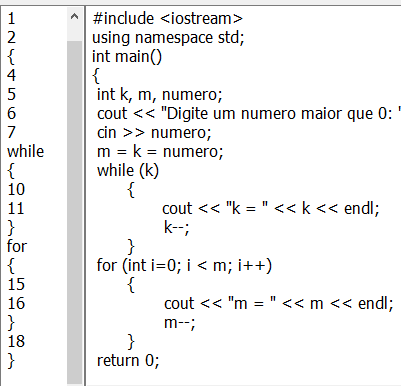 1 #include <iostream>
2 using namespace std;
{ int main()
4 {
5 int k, m, numero;
6 cout << "Digite um numero maior que 0: "
7 cin >> numero;
while m = k = numero;
{ while (k)
10 {
11 cout << "k = " << k << endl;
} k--;
for }
{ for (int i=0; i < m; i++)
15 {
16 cout << "m = " << m << endl;
} m--;
18 }
} return 0;